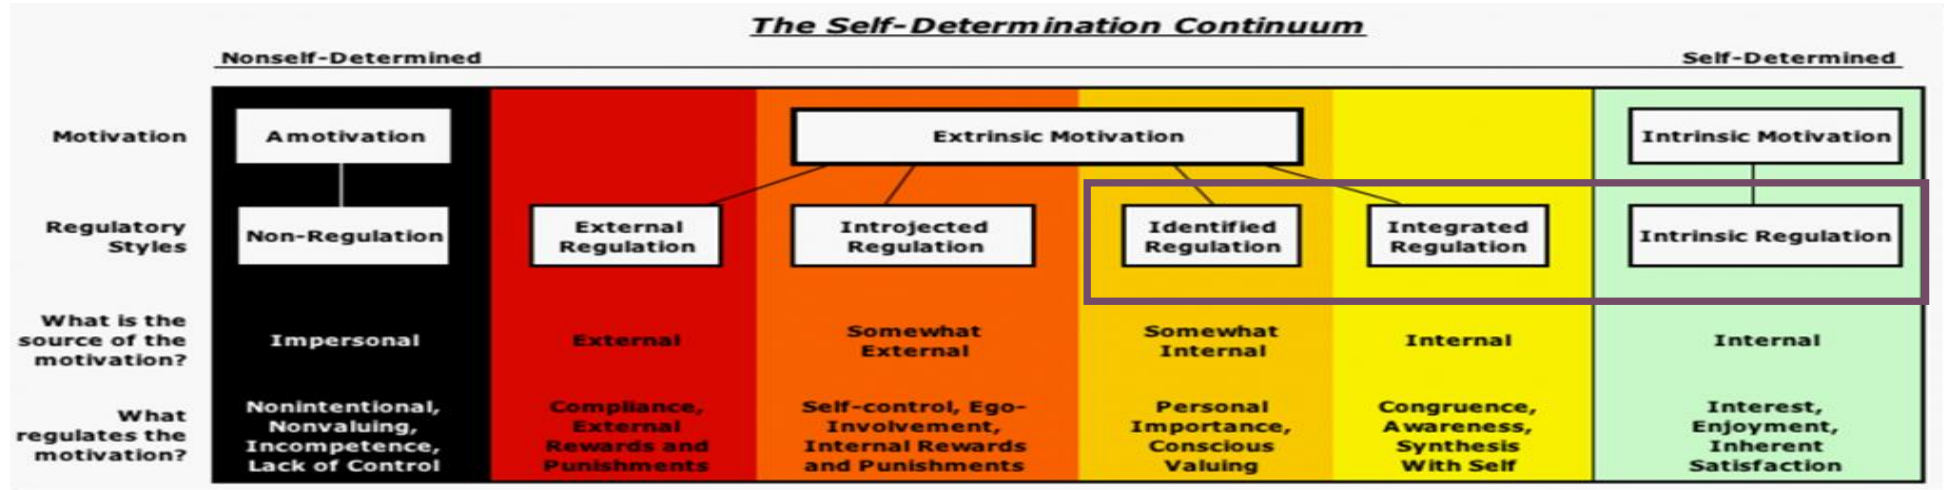 The Self-Determination Continuum
Nonself-Determined
Self-Determined
Motivation
Amotivation
Extrinsic Motivation
Intrinsic Motivation
Regulatory
Styles
Non-Regulation
External
Regulation
Introjected
Regulation
Identified
Regulation
Integrated
Regulation
Intrinsic Regulation
What is the
source of the
motivation?
Impersonal
External
Somewhat
External
Somewhat
Internal
Internal
Internal
What
regulates the
motivation?
Nonintentional,
Nonvaluing,
Incompetence,
Lack of Control
Compliance,
External
Rewards and
Punishments
Self-control, Ego-
Involvement,
Internal Rewards
and Punishments
Personal
Importance,
Conscious
Valuing
Congruence,
Awareness,
Synthesis
With Self
Interest,
Enjoyment,
Inherent
Satisfaction